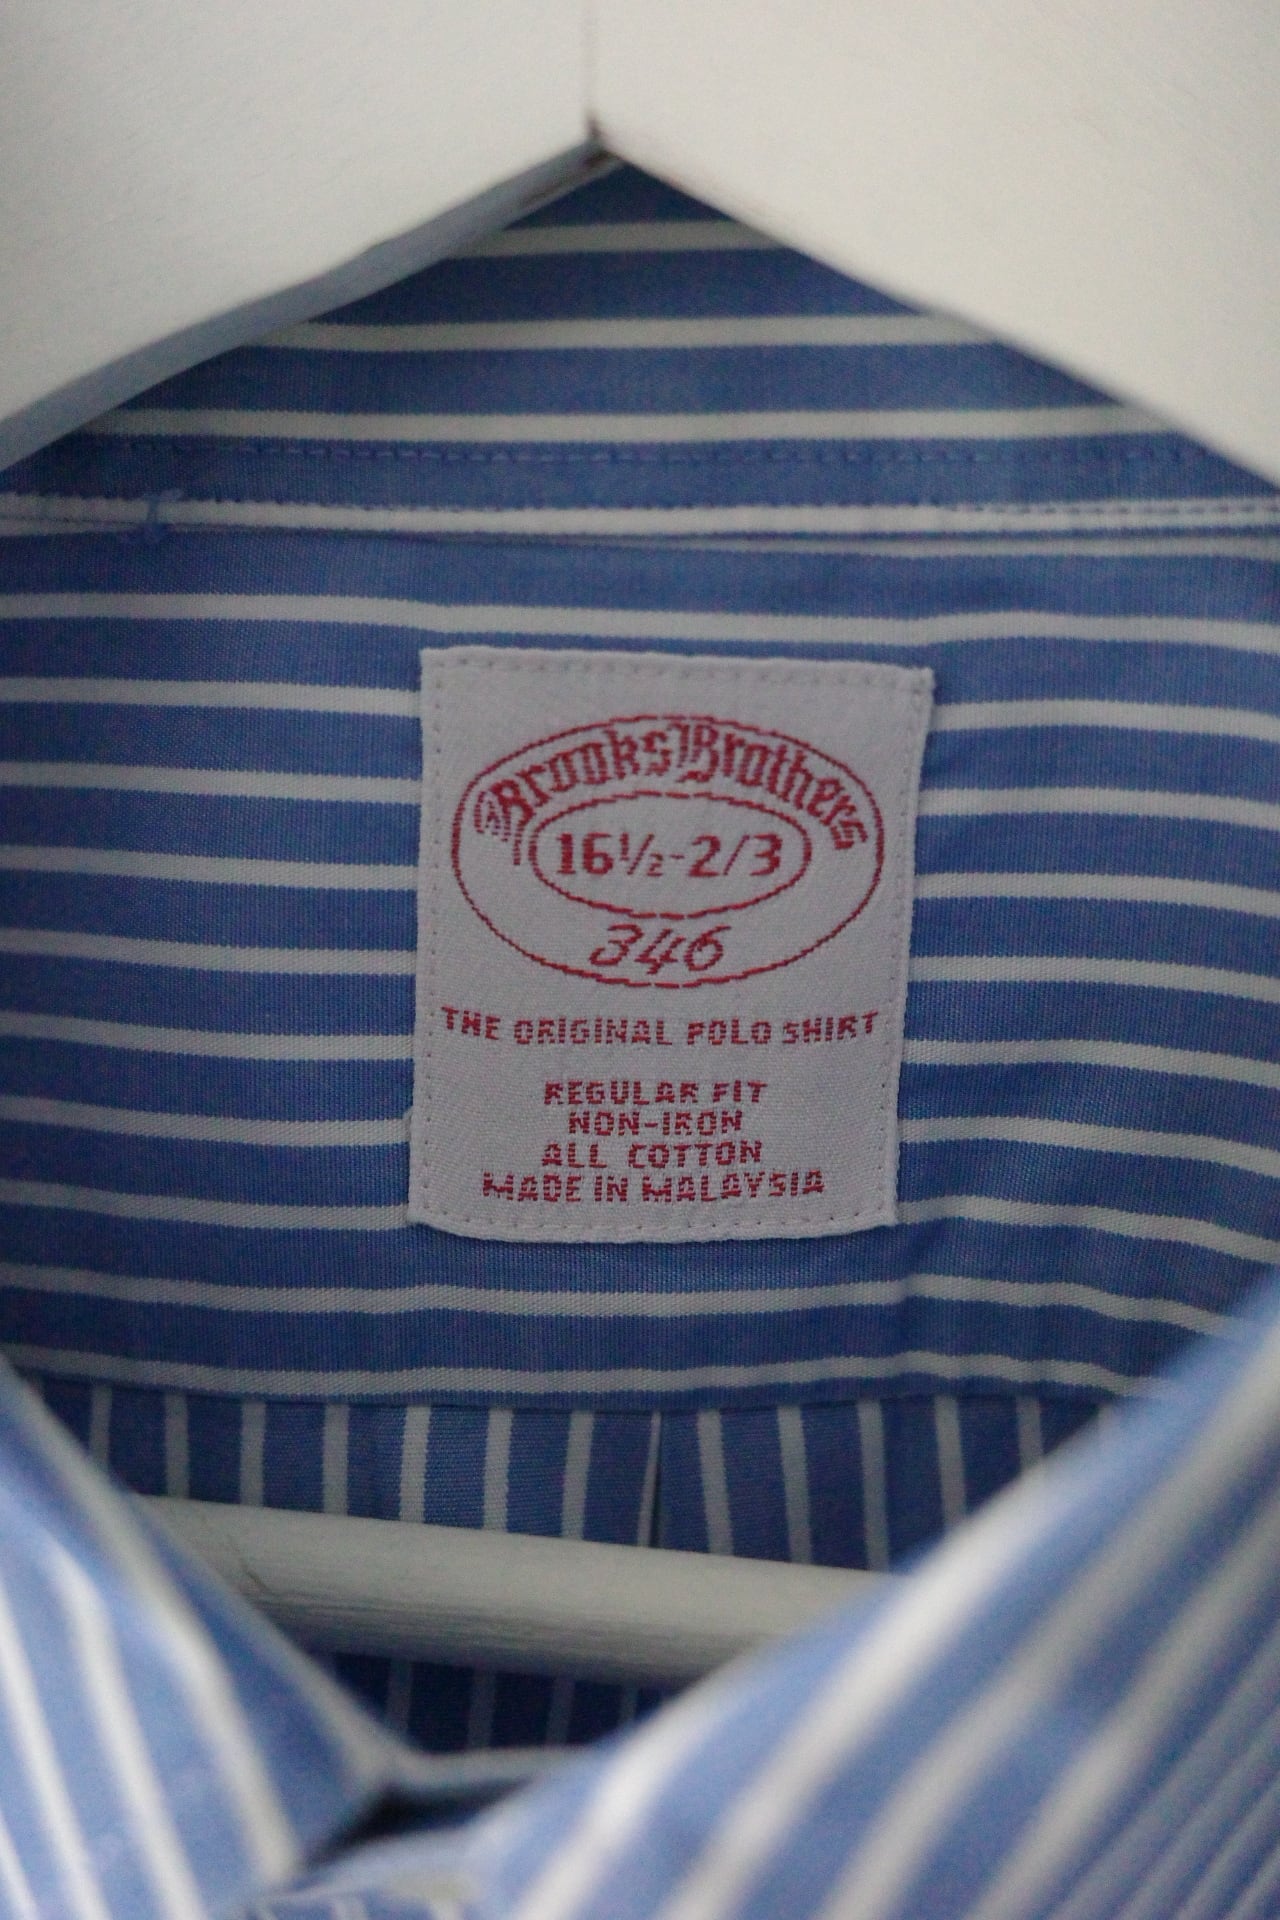 ® Brooks Brothers
16½-2/3
346
THE ORIGINAL POLO SHIRT
REGULAR FIT
NON-IRON
ALL COTTON
MADE IN MALAYSIA